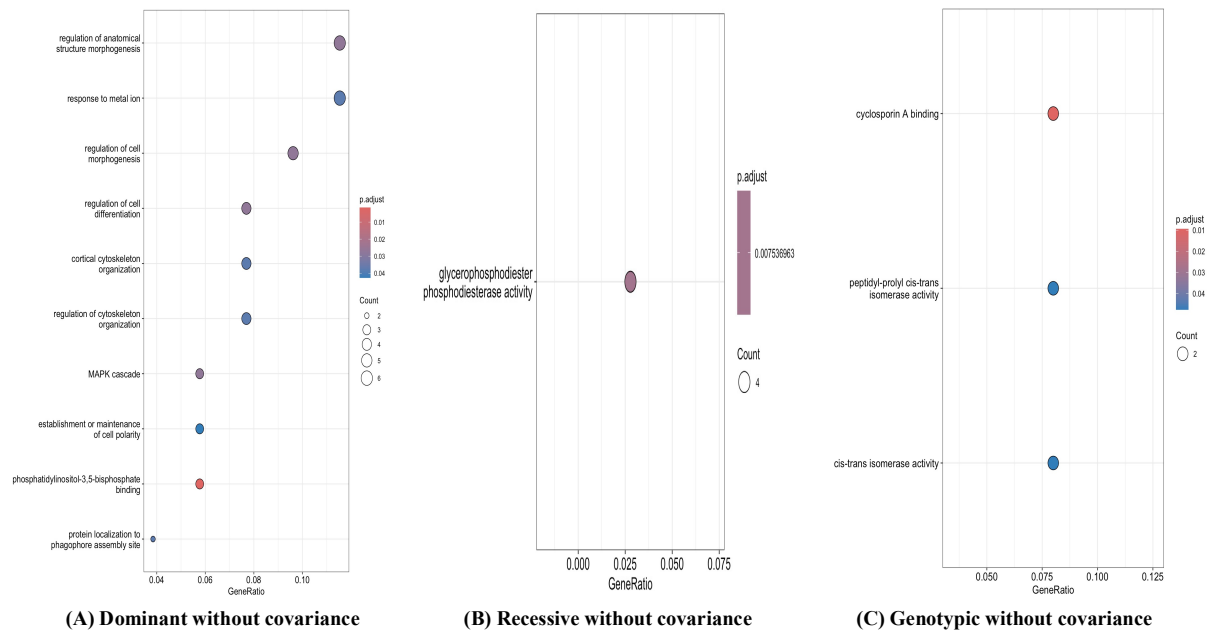 regulation of anatomical
structure morphogenesis
response to metal ion
regulation of cell
morphogenesis
regulation of cell
differentiation
cortical cytoskeleton
organization
regulation of cytoskeleton
organization
MAPK cascade
establishment or maintenance
of cell polarity
phosphatidylinositol-3,5-bisphosphate
binding
protein localization to
phagophore assembly site
0.04 0.06 0.08 0.10
GeneRatio
p.adjust
0.01
0.02
0.03
0.04
Count
2
3
4
5
6
(A) Dominant without covariance
glycerophosphodiester
phosphodiesterase activity
0.000 0.025 0.050 0.075
GeneRatio
p.adjust
0.007536963
Count
4
(B) Recessive without covariance
cyclosporin A binding
peptidyl-prolyl cis-trans
isomerase activity
cis-trans isomerase activity
0.050 0.075 0.100 0.125
GeneRatio
p.adjust
0.01
0.02
0.03
0.04
Count
2
(C) Genotypic without covariance